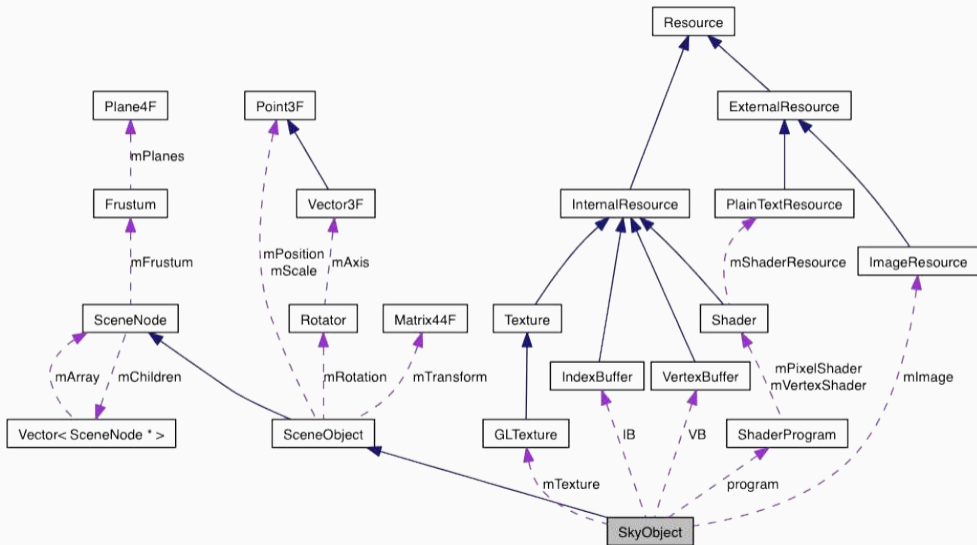 Resource
Plane4F
Point3F
ExternalResource
mPlanes
Frustum
Vector3F
InternalResource
PlainTextResource
mFrustum
mPosition
mScale
mAxis
mShaderResource
ImageResource
SceneNode
Rotator
Matrix44F
Texture
Shader
mArray
mChildren
mRotation
mTransform
IndexBuffer
VertexBuffer
mPixelShader
mVertexShader
mImage
Vector< SceneNode * >
SceneObject
GLTexture
IB
VB
ShaderProgram
mTexture
program
SkyObject